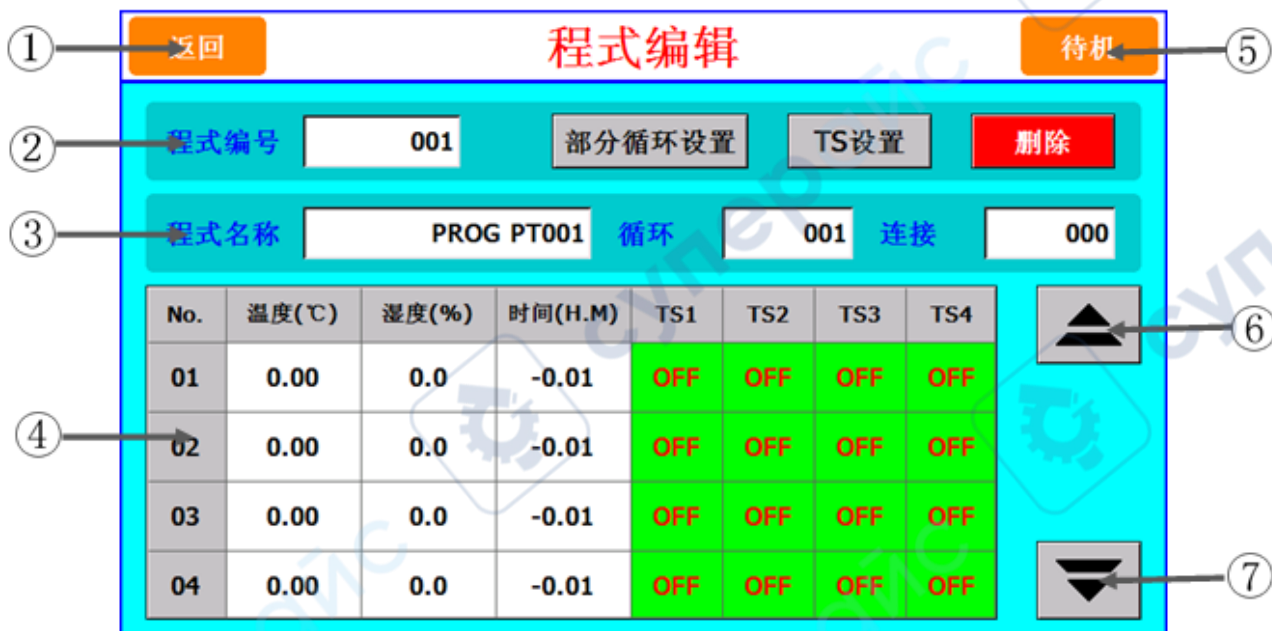 ① 返回 程式编辑 待机 ⑤
② 程式编号 001 部分循环设置 TS设置 删除
③ 程式名称 PROG PT001 循环 001 连接 000
No. 温度(℃) 湿度(%) 时间(H.M) TS1 TS2 TS3 TS4
⑥
01 0.00 0.0 -0.01 OFF OFF OFF OFF
④
02 0.00 0.0 -0.01 OFF OFF OFF OFF
03 0.00 0.0 -0.01 OFF OFF OFF OFF
04 0.00 0.0 -0.01 OFF OFF OFF OFF
⑦
суперайс